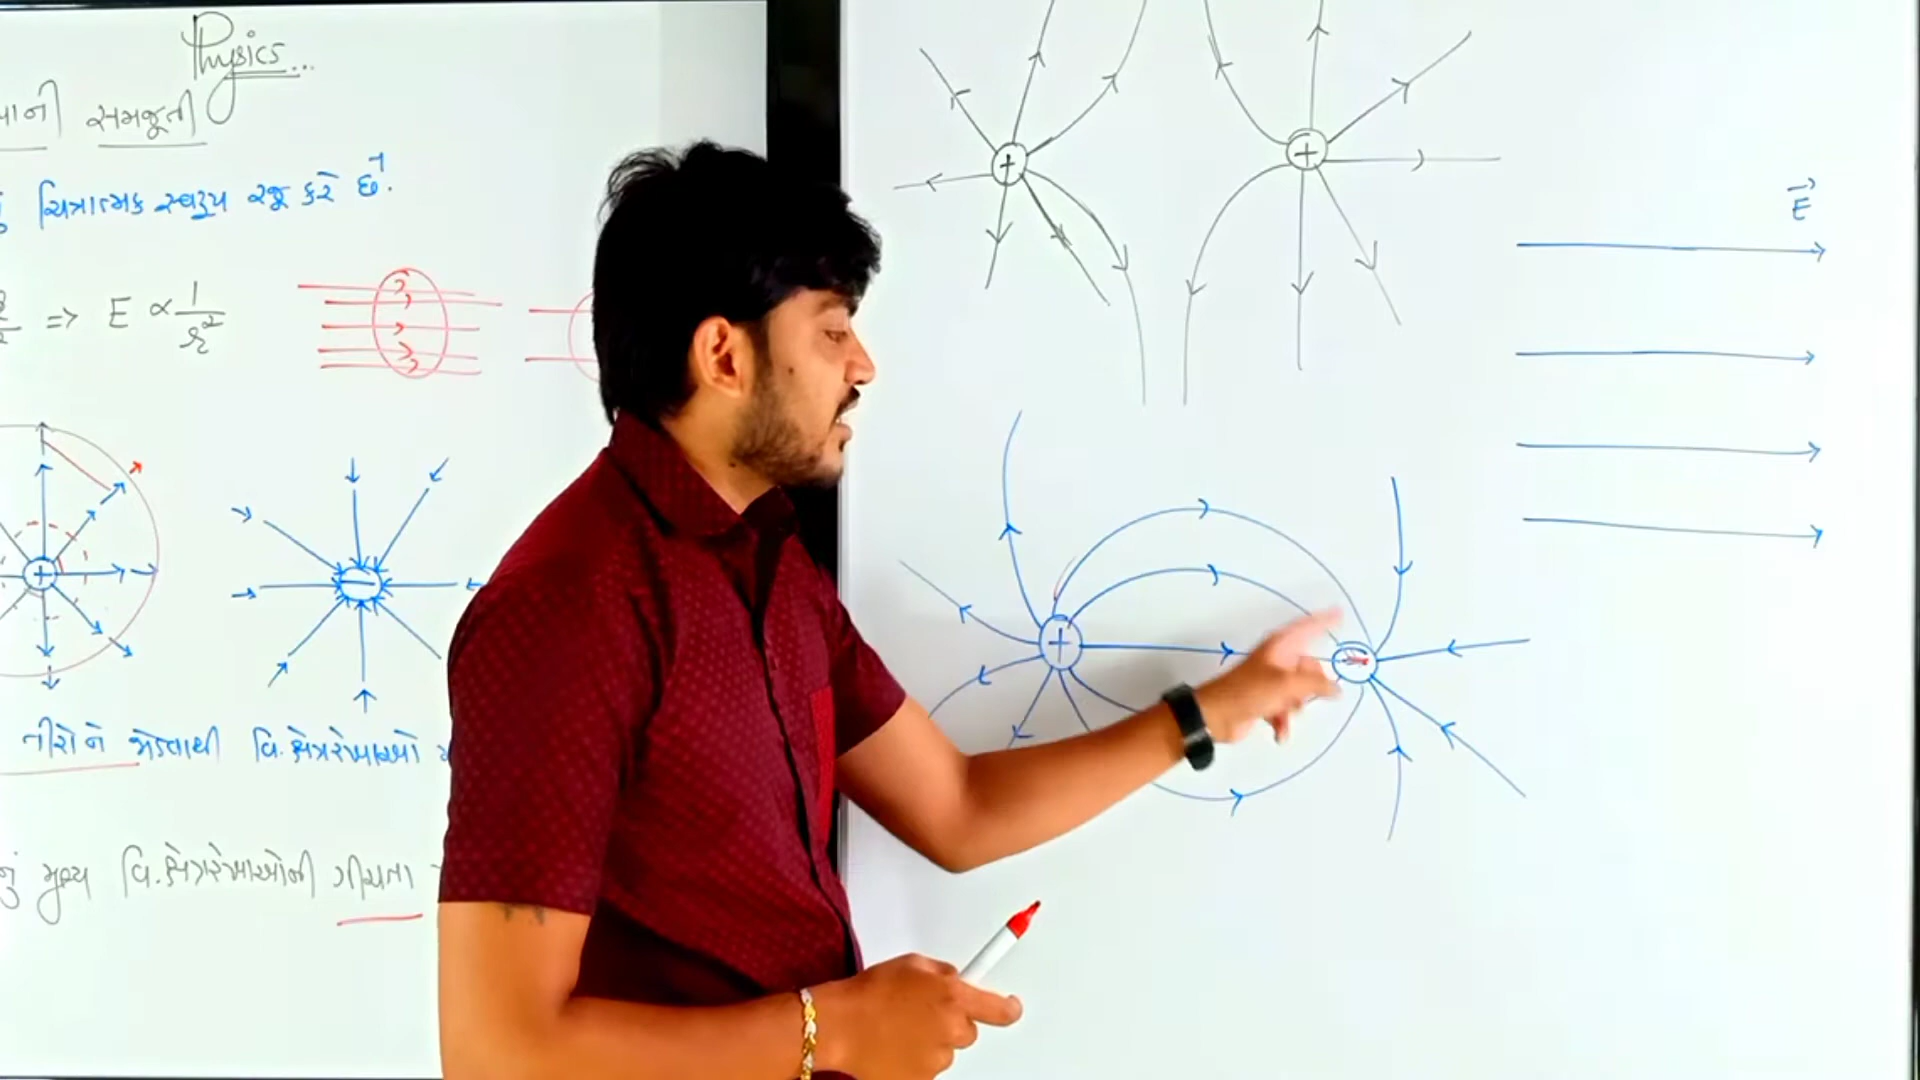 Physics...
સમજૂતી
ચિત્રાત્મક સ્વરૂપ રજૂ કરે છે.
=> E ∝ 1/r²
+
−
તીરોને જોડવાથી વિ.ક્ષેત્રરેખાઓ
મૂલ્ય વિ.ક્ષેત્રરેખાઓની ગીચતા
+ +
E
+ −